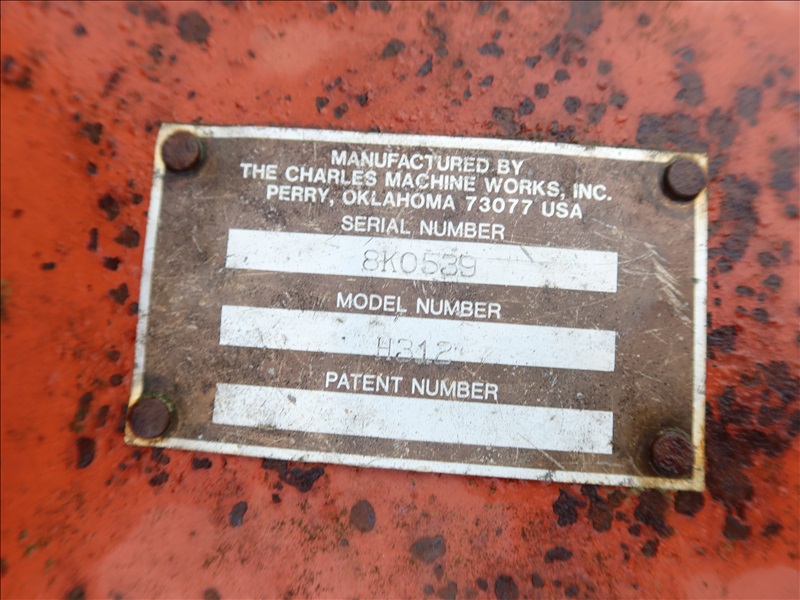 MANUFACTURED BY
THE CHARLES MACHINE WORKS, INC.
PERRY, OKLAHOMA 73077 USA
SERIAL NUMBER
8K0539
MODEL NUMBER
H312
PATENT NUMBER